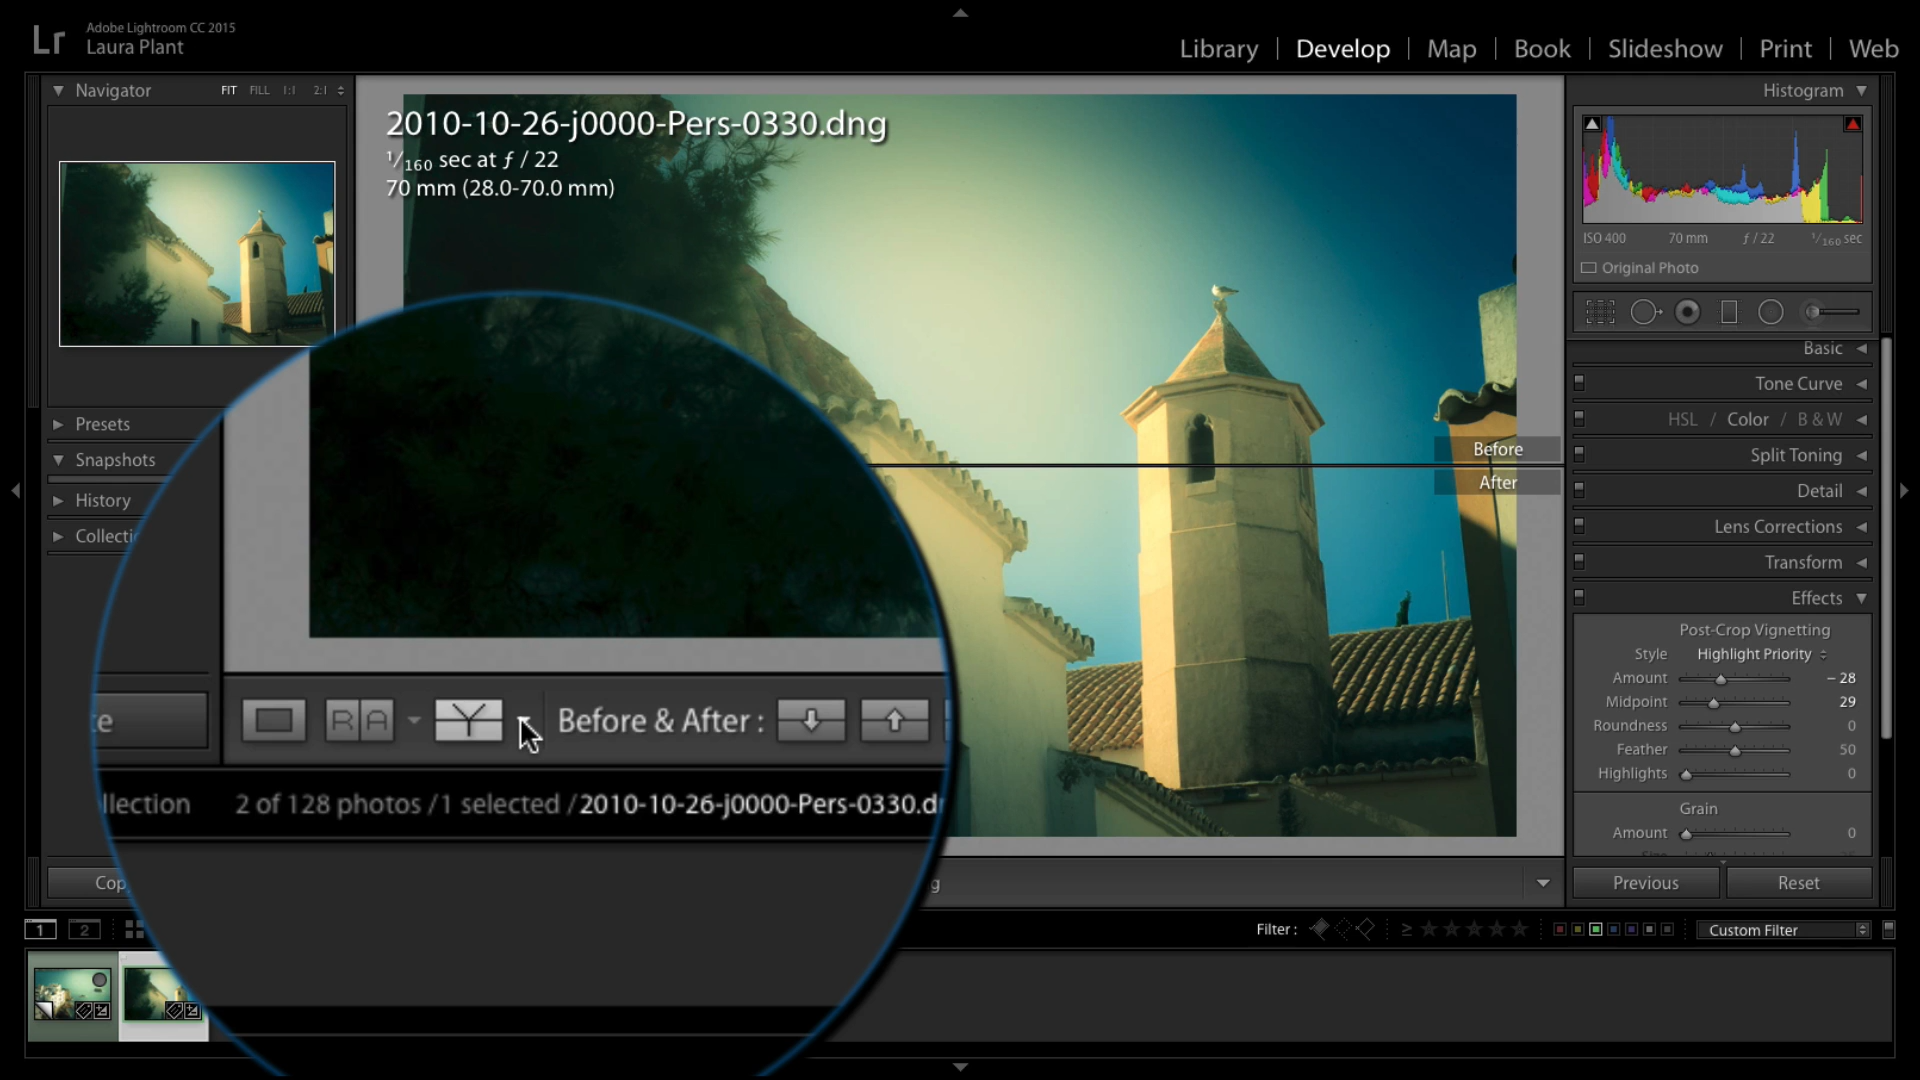 Lr
Adobe Lightroom CC 2015
Laura Plant
Library | Develop | Map | Book | Slideshow | Print | Web
Navigator FIT FILL 1:1 2:1
2010-10-26-j0000-Pers-0330.dng
1/160 sec at ƒ / 22
70 mm (28.0-70.0 mm)
Histogram
ISO 400 70 mm ƒ / 22 1/160 sec
Original Photo
Basic
Tone Curve
HSL / Color / B & W
Split Toning
Detail
Lens Corrections
Transform
Effects
Post-Crop Vignetting
Style Highlight Priority
Amount – 28
Midpoint 29
Roundness 0
Feather 50
Highlights 0
Grain
Amount 0
Previous Reset
Presets
Snapshots
History
Collecti
Before
After
te R A Y Before & After :
llection 2 of 128 photos /1 selected /2010-10-26-j0000-Pers-0330.d
Cop
g
1 2
Filter : ≥ Custom Filter